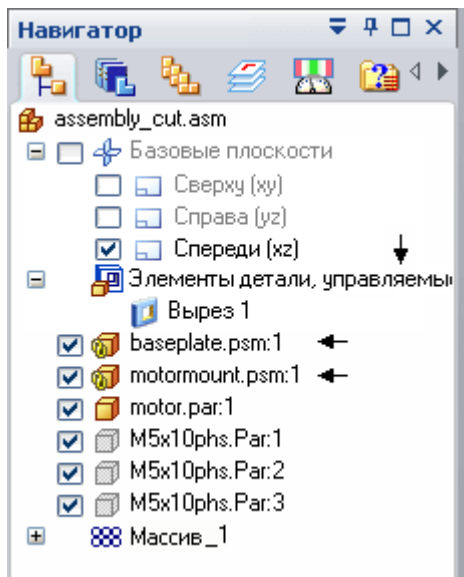 Навигатор
assembly_cut.asm
Базовые плоскости
Сверху (xy)
Справа (yz)
Спереди (xz)
Элементы детали, управляемы
Вырез 1
baseplate.psm:1
motormount.psm:1
motor.par:1
M5x10phs.Par:1
M5x10phs.Par:2
M5x10phs.Par:3
Массив_1